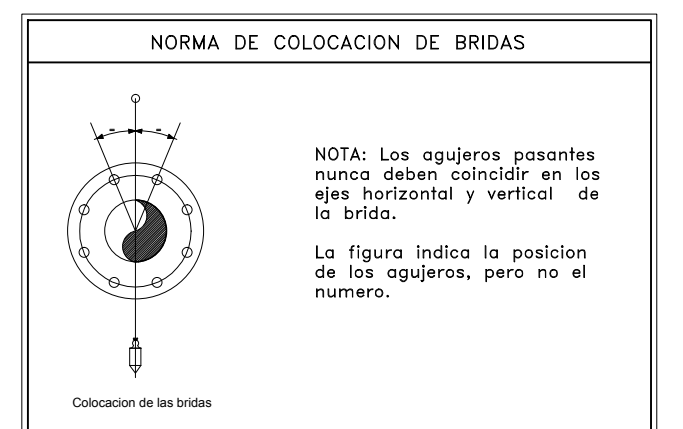 NORMA DE COLOCACION DE BRIDAS
NOTA: Los agujeros pasantes
nunca deben coincidir en los
ejes horizontal y vertical de
la brida.
La figura indica la posicion
de los agujeros, pero no el
numero.
Colocacion de las bridas